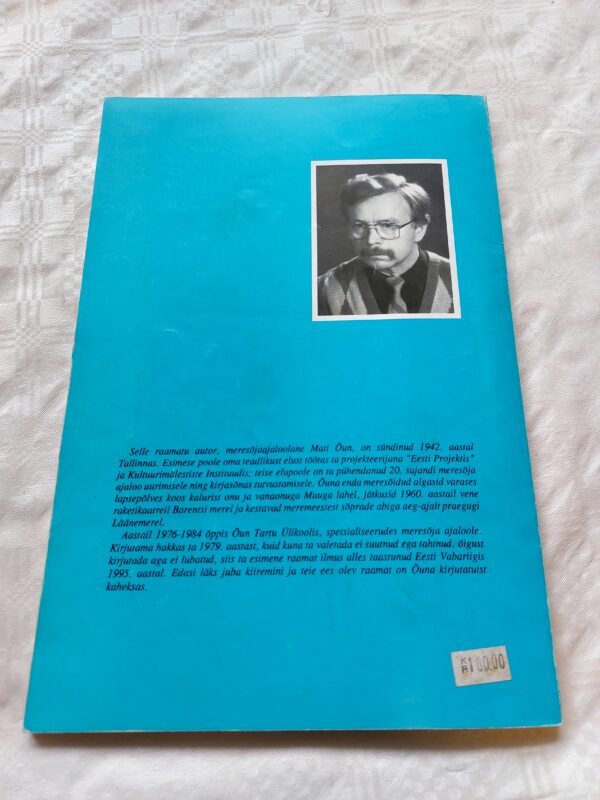 Selle raamatu autor, meresõjaajaloolane Mati Õun, on sündinud 1942. aastal
Tallinnas. Esimese poole oma teadlikust elust töötas ta projekteerijana "Eesti Projektis"
ja Kultuurimälestiste Instituudis; teise elupoole on ta pühendanud 20. sajandi meresõja
ajaloo uurimisele ning kirjasõnas tutvustamisele. Õuna enda meresõidud algasid varases
lapsepõlves koos kalurist onu ja vanaonuga Muuga lahel, jätkusid 1960. aastail vene
raketikaatreil Barentsi merel ja kestavad meremeestest sõprade abiga aeg-ajalt praegugi
Läänemerel.
Aastail 1976-1984 õppis Õun Tartu Ülikoolis, spetsialiseerudes meresõja ajaloole.
Kirjutama hakkas ta 1979. aastast, kuid kuna ta valetada ei suutnud ega tahtnud, õigust
kirjutada aga ei lubatud, siis ta esimene raamat ilmus alles taastunud Eesti Vabariigis
1995. aastal. Edasi läks juba kiiremini ja teie ees olev raamat on Õuna kirjutatuist
kaheksas.
KR 100.00